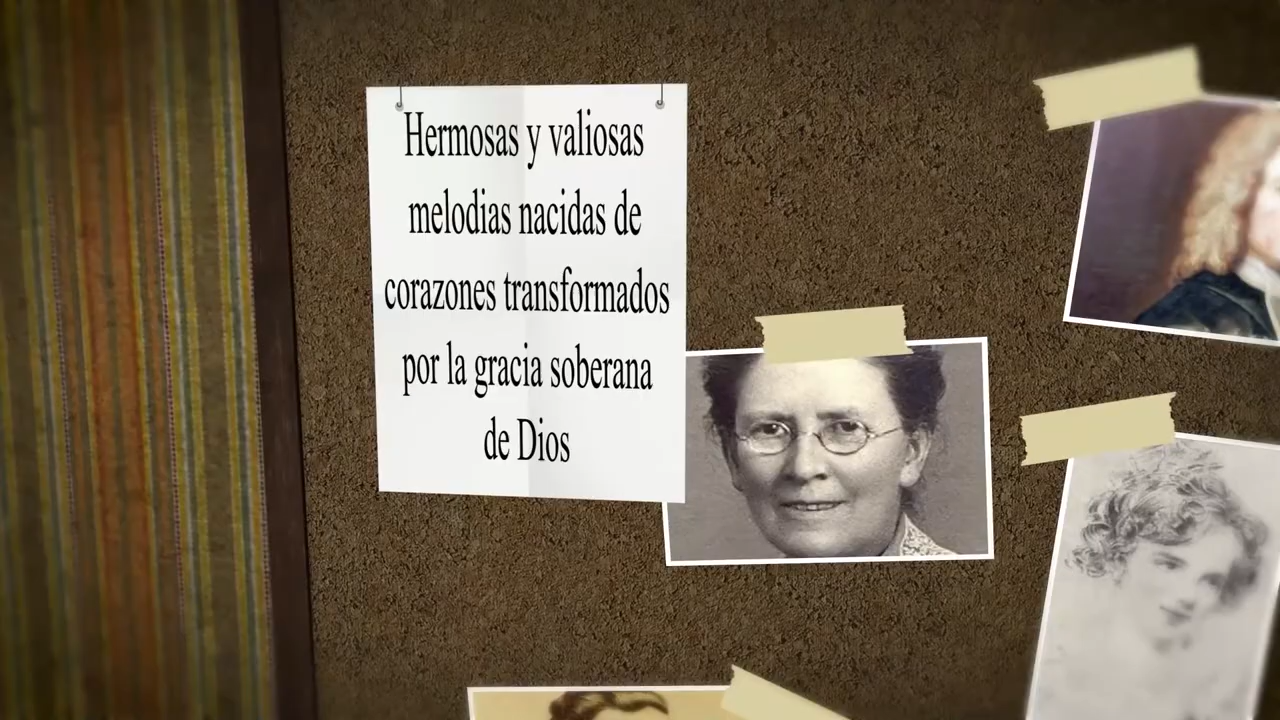 Hermosas y valiosas
melodias nacidas de
corazones transformados
por la gracia soberana
de Dios